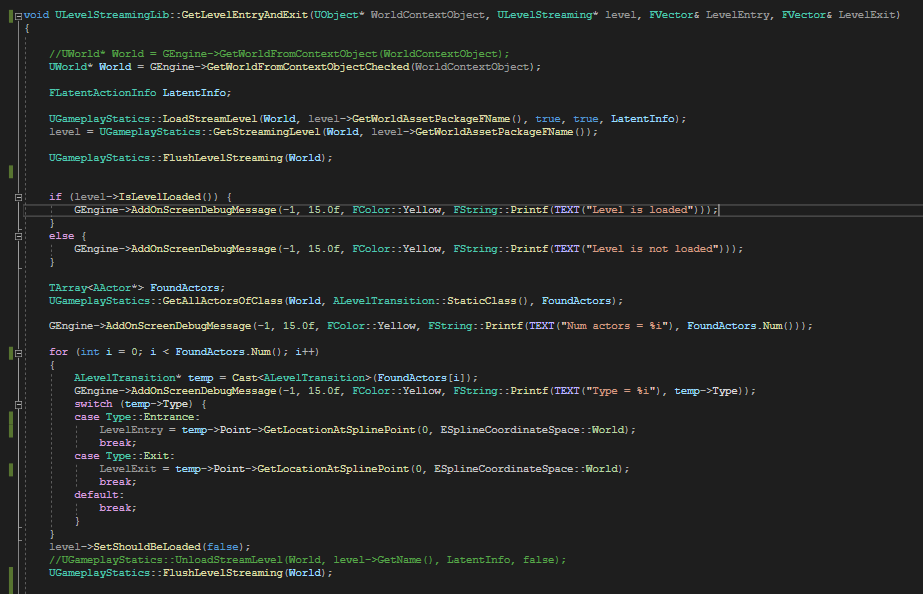 void ULevelStreamingLib::GetLevelEntryAndExit(UObject* WorldContextObject, ULevelStreaming* level, FVector& LevelEntry, FVector& LevelExit)
{
//UWorld* World = GEngine->GetWorldFromContextObject(WorldContextObject);
UWorld* World = GEngine->GetWorldFromContextObjectChecked(WorldContextObject);
FLatentActionInfo LatentInfo;
UGameplayStatics::LoadStreamLevel(World, level->GetWorldAssetPackageFName(), true, true, LatentInfo);
level = UGameplayStatics::GetStreamingLevel(World, level->GetWorldAssetPackageFName());
UGameplayStatics::FlushLevelStreaming(World);
if (level->IsLevelLoaded()) {
GEngine->AddOnScreenDebugMessage(-1, 15.0f, FColor::Yellow, FString::Printf(TEXT("Level is loaded")));
}
else {
GEngine->AddOnScreenDebugMessage(-1, 15.0f, FColor::Yellow, FString::Printf(TEXT("Level is not loaded")));
}
TArray<AActor*> FoundActors;
UGameplayStatics::GetAllActorsOfClass(World, ALevelTransition::StaticClass(), FoundActors);
GEngine->AddOnScreenDebugMessage(-1, 15.0f, FColor::Yellow, FString::Printf(TEXT("Num actors = %i"), FoundActors.Num()));
for (int i = 0; i < FoundActors.Num(); i++)
{
ALevelTransition* temp = Cast<ALevelTransition>(FoundActors[i]);
GEngine->AddOnScreenDebugMessage(-1, 15.0f, FColor::Yellow, FString::Printf(TEXT("Type = %i"), temp->Type));
switch (temp->Type) {
case Type::Entrance:
LevelEntry = temp->Point->GetLocationAtSplinePoint(0, ESplineCoordinateSpace::World);
break;
case Type::Exit:
LevelExit = temp->Point->GetLocationAtSplinePoint(0, ESplineCoordinateSpace::World);
break;
default:
break;
}
}
level->SetShouldBeLoaded(false);
//UGameplayStatics::UnloadStreamLevel(World, level->GetName(), LatentInfo, false);
UGameplayStatics::FlushLevelStreaming(World);